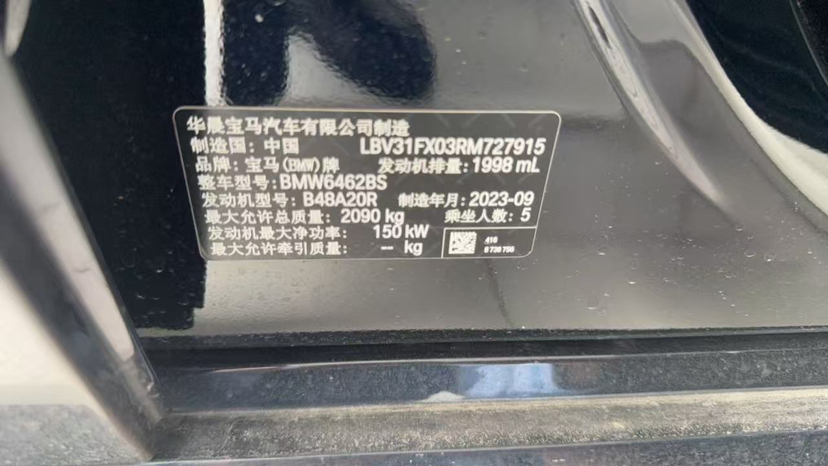 华晨宝马汽车有限公司制造
制造国：中国 LBV31FX03RM727915
品牌：宝马(BMW)牌 发动机排量：1998 mL
整车型号：BMW6462BS
发动机型号：B48A20R 制造年月：2023-09
最大允许总质量：2090 kg 乘坐人数：5
发动机最大净功率：150 kW
最大允许牵引质量：-- kg
416